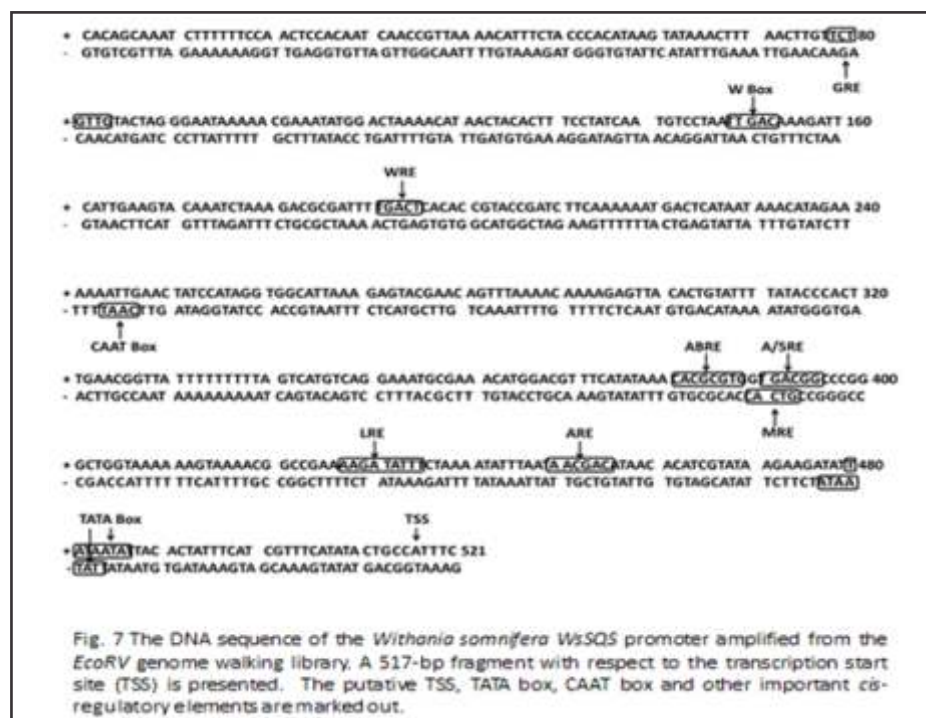 + CACAGCAAAT CTTTTTTCCA ACTCCACAAT CAACCGTTAA AACATTTCTA CCCACATAAG TATAAACTTT AACTTGTTCT 80
- GTGTCGTTTA GAAAAAAGGT TGAGGTGTTA GTTGGCAATT TTGTAAAGAT GGGTGTATTC ATATTTGAAA TTGAACAAGA
GRE
W Box
+ GTTGTACTAG GGAATAAAAA CGAAATATGG ACTAAAACAT AACTACACTT TCCTATCAA TGTCCTAATT GACAAAGATT 160
- CAACATGATC CCTTATTTTT GCTTTATACC TGATTTTGTA TTGATGTGAA AGGATAGTTA ACAGGATTAA CTGTTTCTAA
WRE
+ CATTGAAGTA CAAATCTAAA GACGCGATTT TGACTCACAC CGTACCGATC TTCAAAAAAT GACTCATAAT AAACATAGAA 240
- GTAACTTCAT GTTTAGATTT CTGCGCTAAA ACTGAGTGTG GCATGGCTAG AAGTTTTTTA CTGAGTATTA TTTGTATCTT
+ AAAATTGAAC TATCCATAGG TGGCATTAAA GAGTACGAAC AGTTTAAAAC AAAAGAGTTA CACTGTATTT TATACCCACT 320
- TTTTAACTTG ATAGGTATCC ACCGTAATTT CTCATGCTTG TCAAATTTTG TTTTCTCAAT GTGACATAAA ATATGGGTGA
CAAT Box
ABRE A/SRE
+ TGAACGGTTA TTTTTTTTTA GTCATGTCAG GAAATGCGAA ACATGGACGT TTCATATAAA CACGCGTGGT GACGGCCCGG 400
- ACTTGCCAAT AAAAAAAAAT CAGTACAGTC CTTTACGCTT TGTACCTGCA AAGTATATTT GTGCGCACCA CTGCCGGGCC
MRE
LRE ARE
+ GCTGGTAAAA AAGTAAAACGG GCCGAAAAGA TATTTCTAAA ATATTTAATA ACGACATAAC ACATCGTATA AGAAGATATT 480
- CGACCATTTT TTCATTTTGCC CGGCTTTTCT ATAAAGATTT TATAAATTAT TGCTGTATTG TGTAGCATAT TCTTCTATAA
TATA Box TSS
+ ATAATATTAC ACTATTTCAT CGTTTCATATA CTGCCATTTC 521
- TATTATAATG TGATAAAGTA GCAAAGTATAT GACGGTAAAG
Fig. 7 The DNA sequence of the Withania somnifera WsSQS promoter amplified from the
EcoRV genome walking library. A 517-bp fragment with respect to the transcription start
site (TSS) is presented. The putative TSS, TATA box, CAAT box and other important cis-
regulatory elements are marked out.